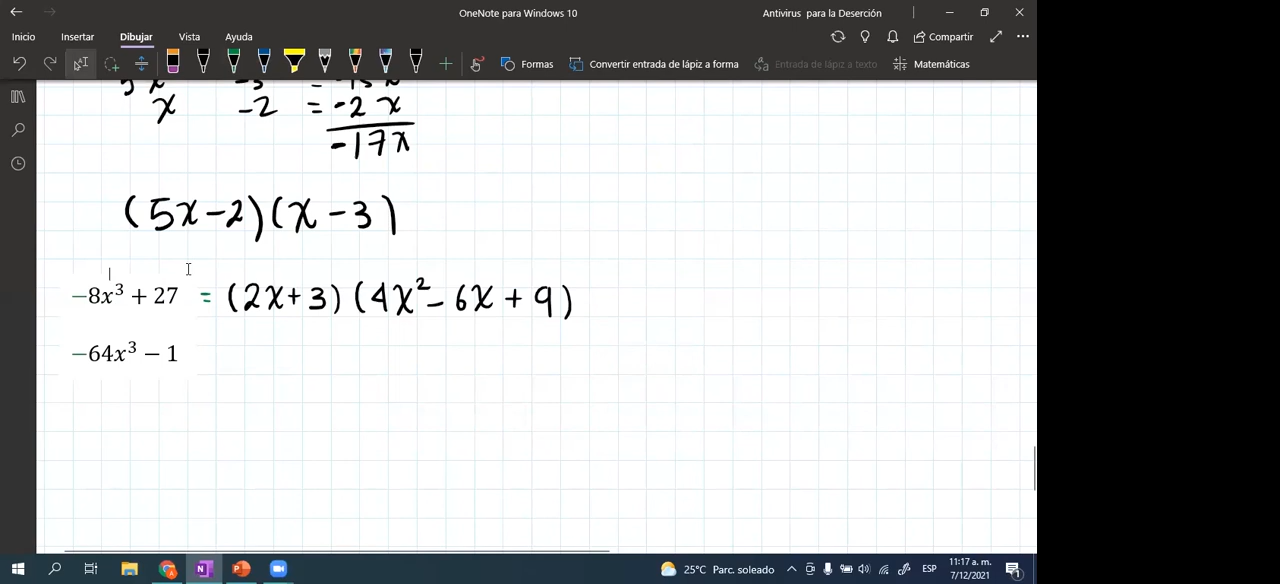 OneNote para Windows 10
Antivirus para la Deserción
Inicio Insertar Dibujar Vista Ayuda
Compartir
Formas Convertir entrada de lápiz a forma Entrada de lápiz a texto Matemáticas
x -2 = -2x
-17x
(5x-2)(x-3)
-8x³ + 27 = (2x+3)(4x²-6x+9)
-64x³ - 1
25°C Parc. soleado
ESP
11:17 a. m.
7/12/2021
1